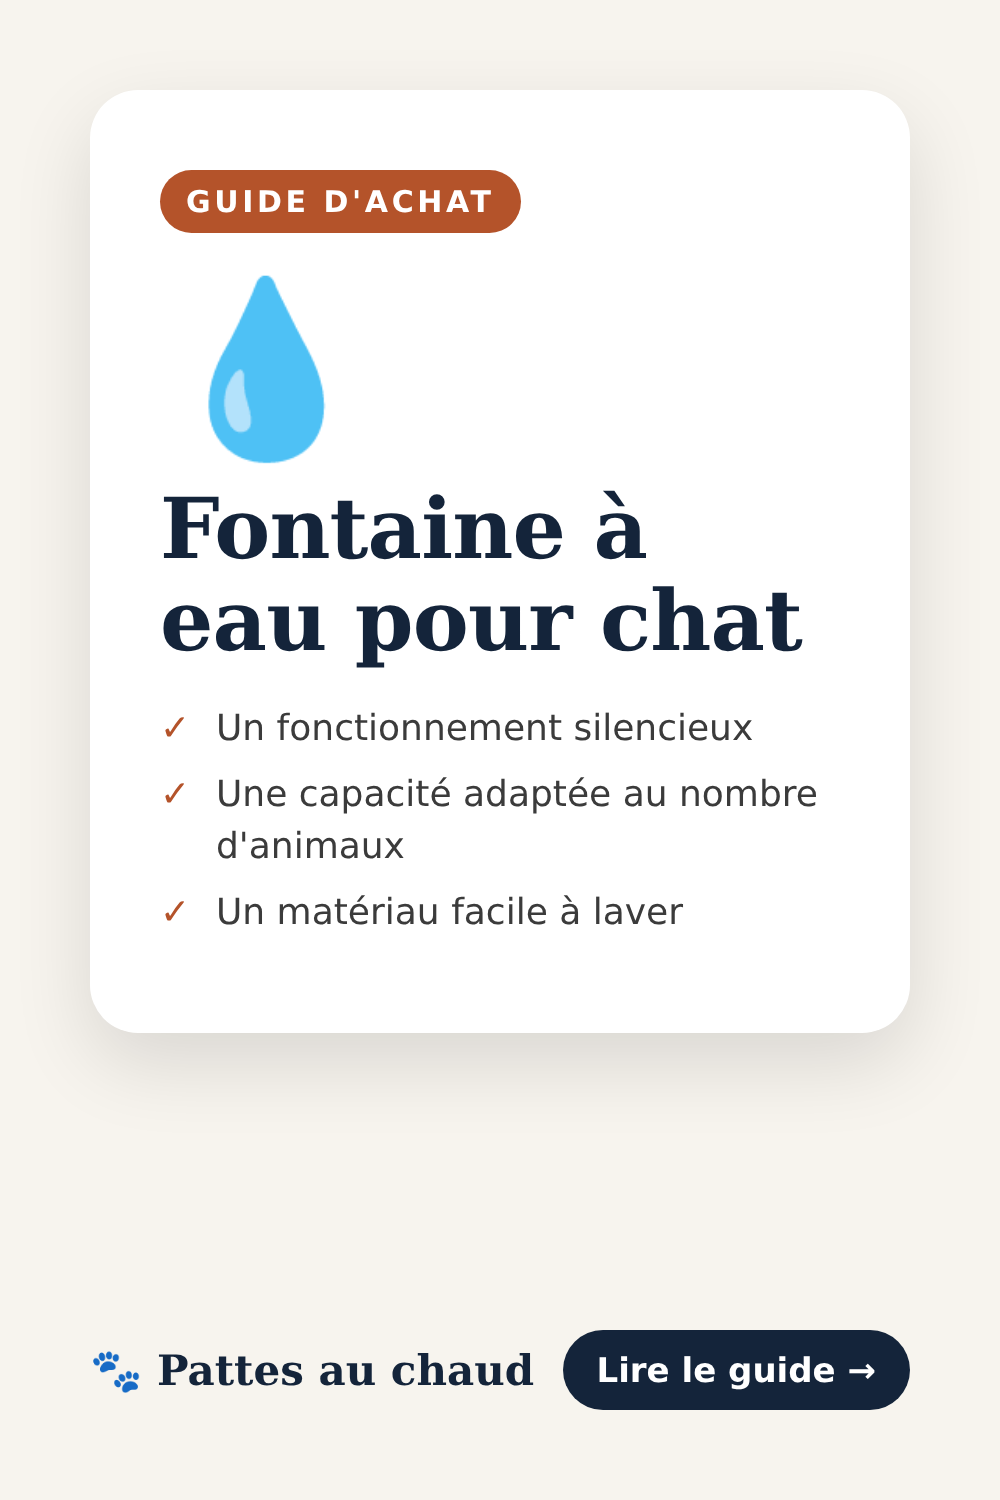 GUIDE D'ACHAT
Fontaine à
eau pour chat
✓ Un fonctionnement silencieux
✓ Une capacité adaptée au nombre
d'animaux
✓ Un matériau facile à laver
Pattes au chaud
Lire le guide →